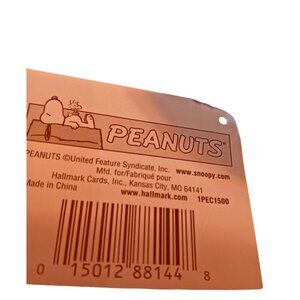 PEANUTS
PEANUTS ©United Feature Syndicate, Inc. www.snoopy.com
Mfd. for/Fabriqué pour
Hallmark Cards, Inc., Kansas City, MO 64141
Made in China www.hallmark.com 1PEC1500
0 15012 88144 8